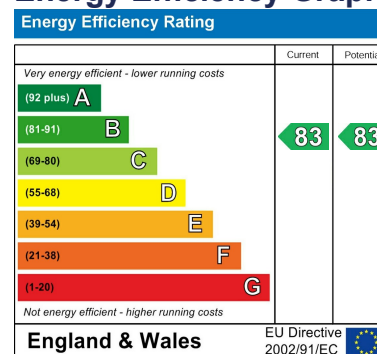 Energy Efficiency Rating
Current Potential
Very energy efficient - lower running costs
(92 plus) A
(81-91) B
(69-80) C
(55-68) D
(39-54) E
(21-38) F
(1-20) G
83 83
Not energy efficient - higher running costs
England & Wales
EU Directive
2002/91/EC